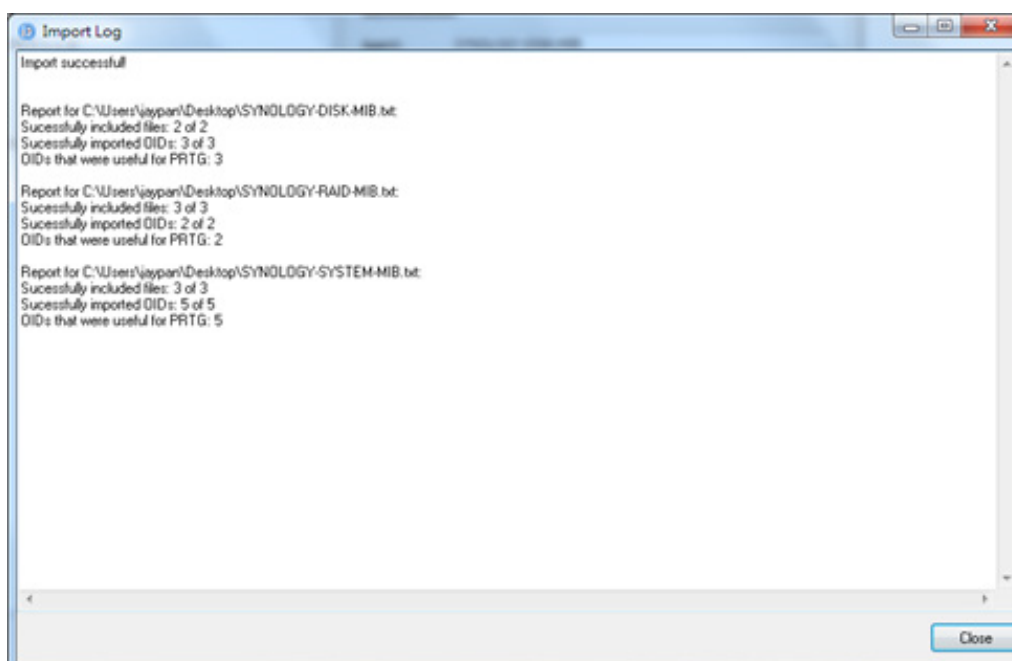 Import Log
Import successful!
Report for C:\Users\jaypan\Desktop\SYNOLOGY-DISK-MIB.txt:
Sucessfully included files: 2 of 2
Sucessfully imported OIDs: 3 of 3
OIDs that were useful for PRTG: 3
Report for C:\Users\jaypan\Desktop\SYNOLOGY-RAID-MIB.txt:
Sucessfully included files: 3 of 3
Sucessfully imported OIDs: 2 of 2
OIDs that were useful for PRTG: 2
Report for C:\Users\jaypan\Desktop\SYNOLOGY-SYSTEM-MIB.txt:
Sucessfully included files: 3 of 3
Sucessfully imported OIDs: 5 of 5
OIDs that were useful for PRTG: 5
Close